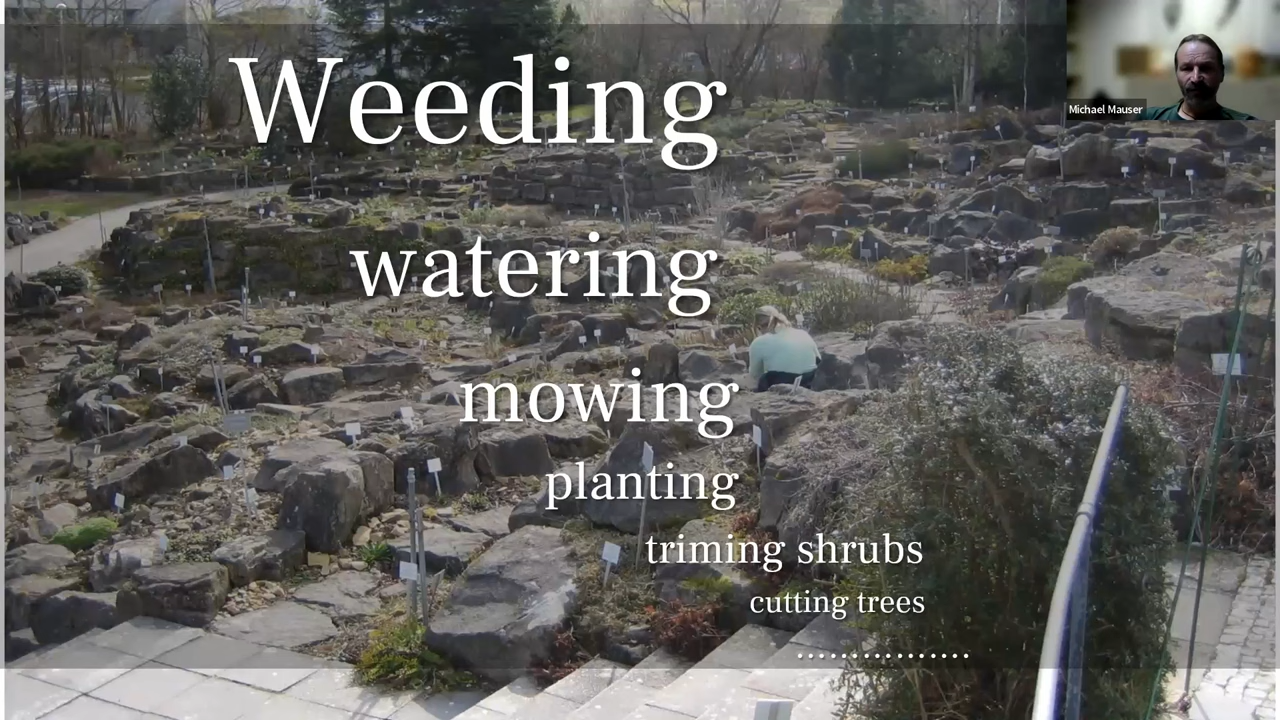 Michael Mauser
Weeding
watering
mowing
planting
triming shrubs
cutting trees
................